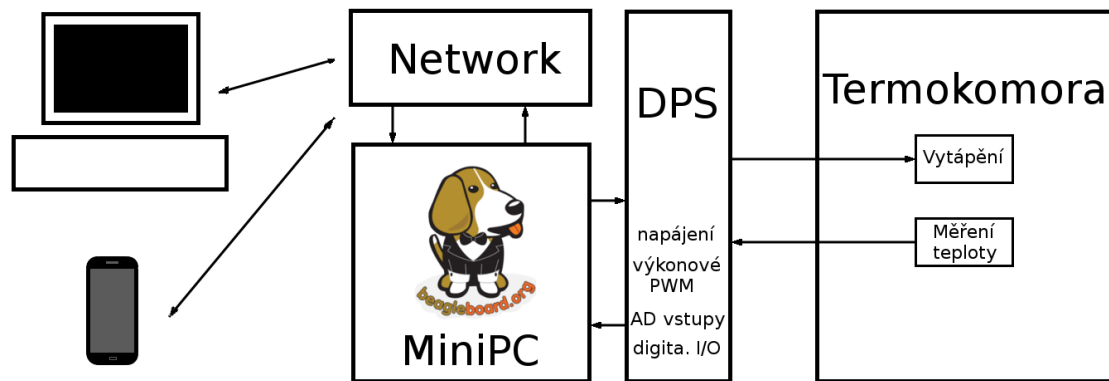 Network
beagleboard.org
MiniPC
DPS
napájení
výkonové
PWM
AD vstupy
digita. I/O
Termokomora
Vytápění
Měření
teploty